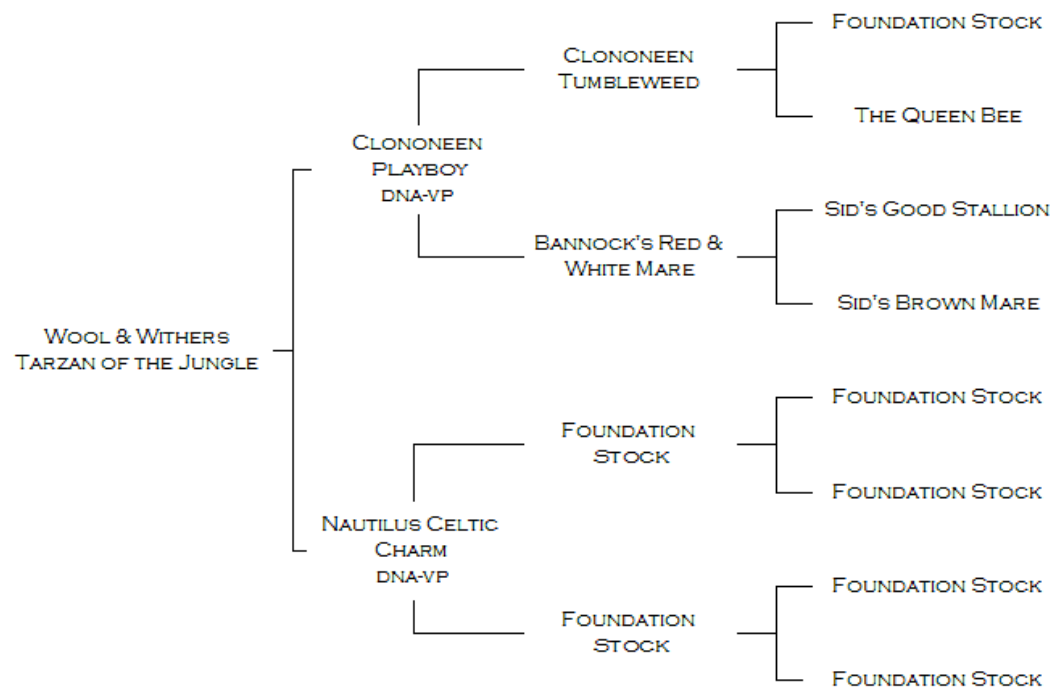 Foundation Stock
Clononeen
Tumbleweed
The Queen Bee
Clononeen
Playboy
DNA-VP
Sid's Good Stallion
Bannock's Red &
White Mare
Sid's Brown Mare
Wool & Withers
Tarzan of the Jungle
Foundation Stock
Foundation
Stock
Foundation Stock
Nautilus Celtic
Charm
DNA-VP
Foundation Stock
Foundation
Stock
Foundation Stock